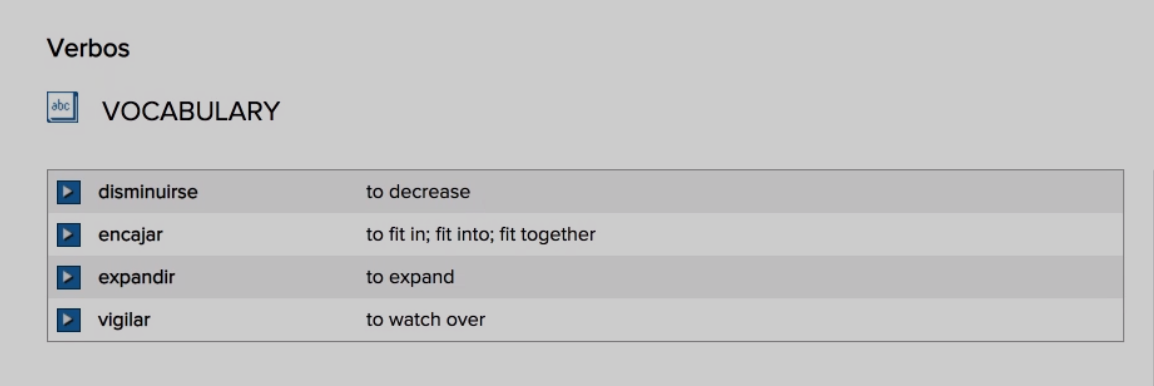 Verbos
abc
VOCABULARY
disminuirse to decrease
encajar to fit in; fit into; fit together
expandir to expand
vigilar to watch over